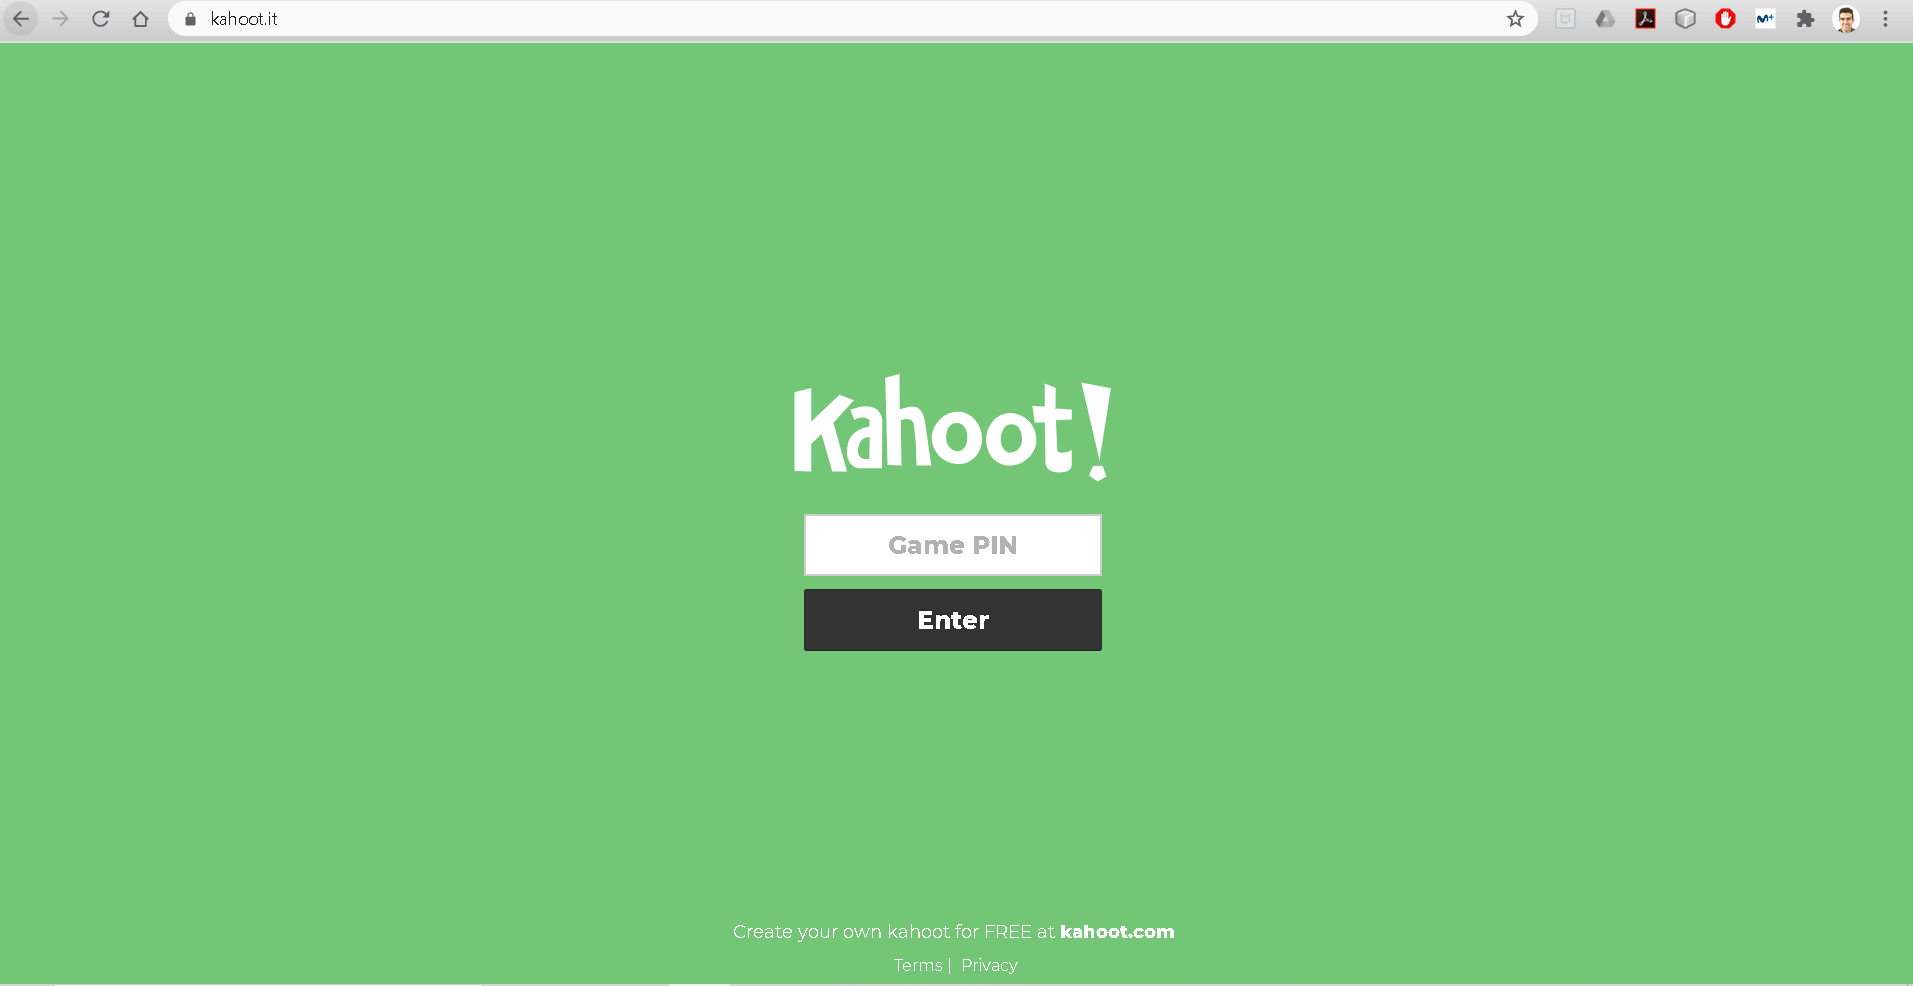 kahoot.it
Kahoot!
Game PIN
Enter
Create your own kahoot for FREE at kahoot.com
Terms | Privacy